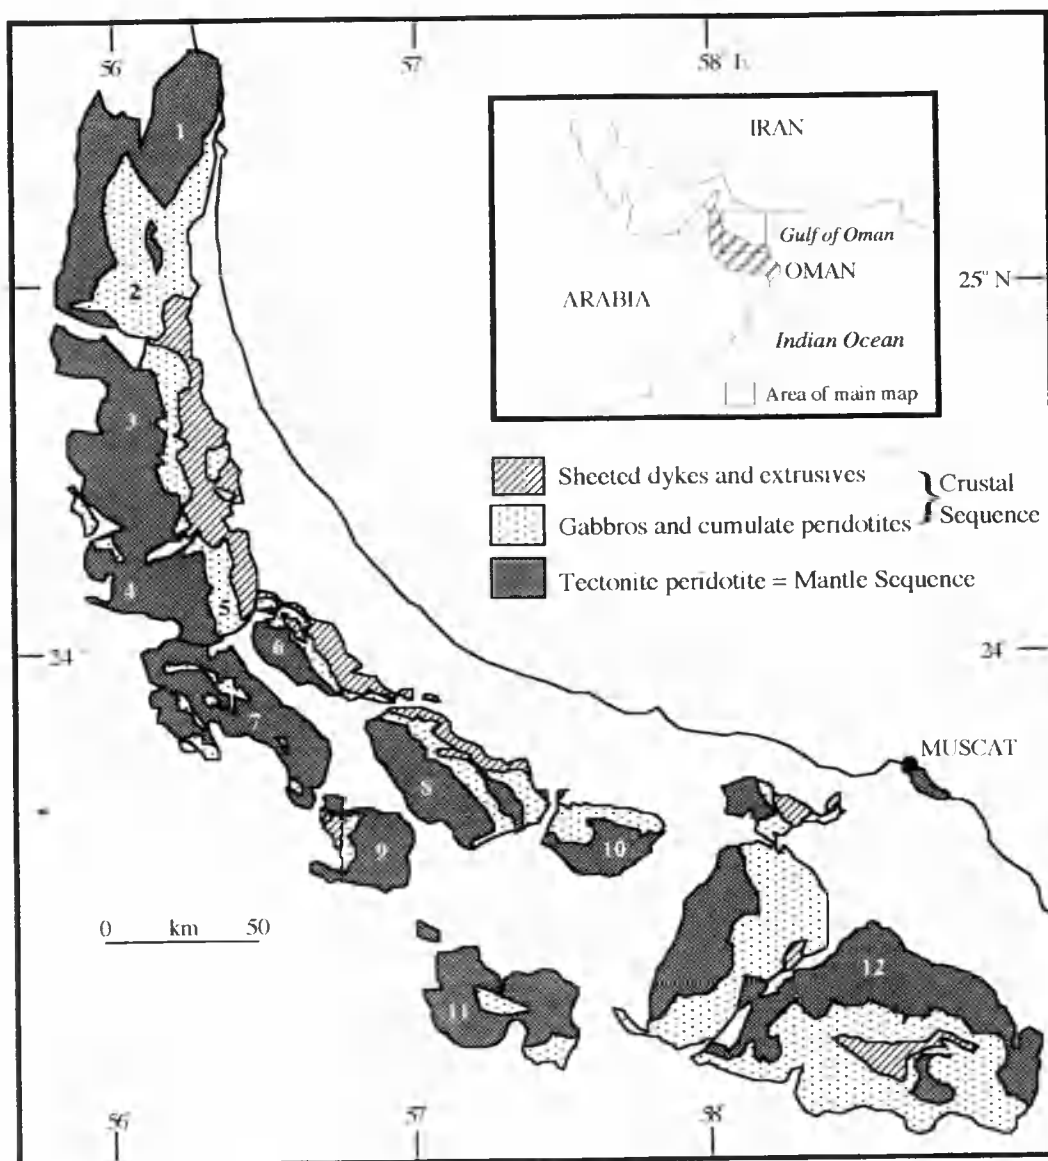 56
57
58° E
1
IRAN
Gulf of Oman
OMAN
25° N
2
ARABIA
Indian Ocean
Area of main map
3
Sheeted dykes and extrusives
Crustal
Gabbros and cumulate peridotites
Sequence
Tectonite peridotite = Mantle Sequence
4
5
6
24
24
7
MUSCAT
8
9
10
0 km 50
12
11
56
57
58